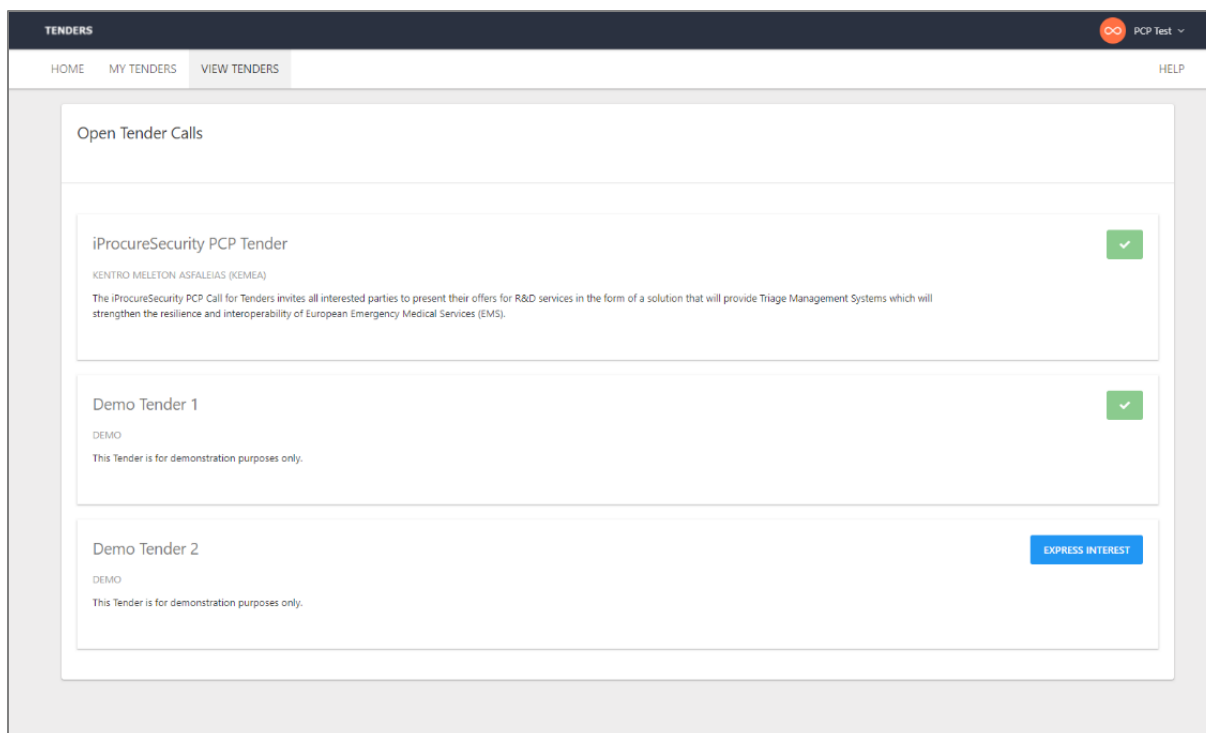 TENDERS
PCP Test
HOME MY TENDERS VIEW TENDERS HELP
Open Tender Calls
iProcureSecurity PCP Tender
KENTRO MELETON ASFALEIAS (KEMEA)
The iProcureSecurity PCP Call for Tenders invites all interested parties to present their offers for R&D services in the form of a solution that will provide Triage Management Systems which will
strengthen the resilience and interoperability of European Emergency Medical Services (EMS).
Demo Tender 1
DEMO
This Tender is for demonstration purposes only.
Demo Tender 2
EXPRESS INTEREST
DEMO
This Tender is for demonstration purposes only.